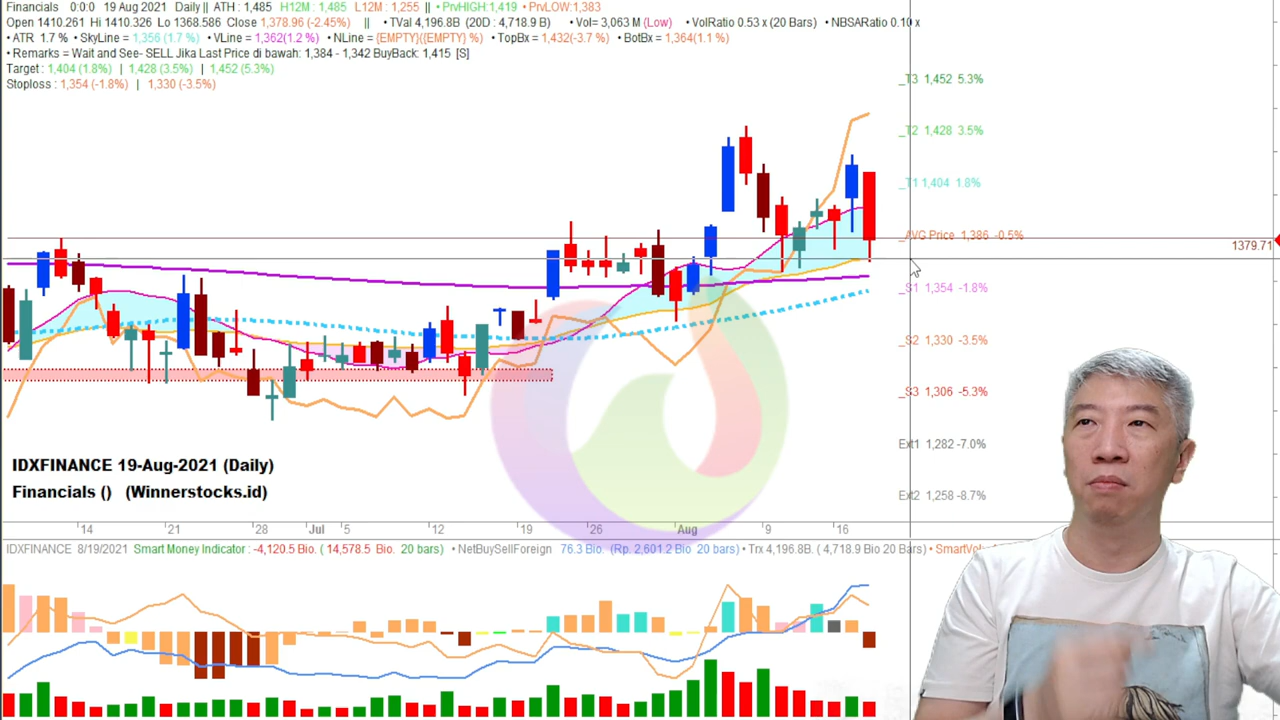 Financials 0:0:0 19 Aug 2021 Daily || ATH : 1,485 H12M : 1,485 L12M : 1,255 || • PrvHIGH:1,419 • PrvLOW:1,383
Open 1410.261 Hi 1410.326 Lo 1368.586 Close 1378.96 (-2.45%) || • TVal 4,196.8B (20D : 4,718.9 B) • Vol= 3,063 M (Low) • VolRatio 0.53 x (20 Bars) • NBSARatio 0.10 x
• ATR 1.7 % • SkyLine = 1,356 (1.7 %) • VLine = 1,362(1.2 %) • NLine = {EMPTY}({EMPTY} %) • TopBx = 1,432(-3.7 %) • BotBx = 1,364(1.1 %)
• Remarks = Wait and See- SELL Jika Last Price di bawah: 1,384 - 1,342 BuyBack: 1,415 [S]
Target : 1,404 (1.8%) | 1,428 (3.5%) | 1,452 (5.3%)
Stoploss : 1,354 (-1.8%) | 1,330 (-3.5%)
_T3 1,452 5.3%
_T2 1,428 3.5%
_T1 1,404 1.8%
_AVG Price 1,386 -0.5%
1379.71
_S1 1,354 -1.8%
_S2 1,330 -3.5%
_S3 1,306 -5.3%
Ext1 1,282 -7.0%
Ext2 1,258 -8.7%
IDXFINANCE 19-Aug-2021 (Daily)
Financials () (Winnerstocks.id)
14 21 28 Jul 5 12 19 26 Aug 9 16
IDXFINANCE 8/19/2021 Smart Money Indicator : -4,120.5 Bio. ( 14,578.5 Bio. 20 bars) • NetBuySellForeign 76.3 Bio. (Rp. 2,601.2 Bio 20 bars) • Trx 4,196.8B. ( 4,718.9 Bio 20 Bars) •